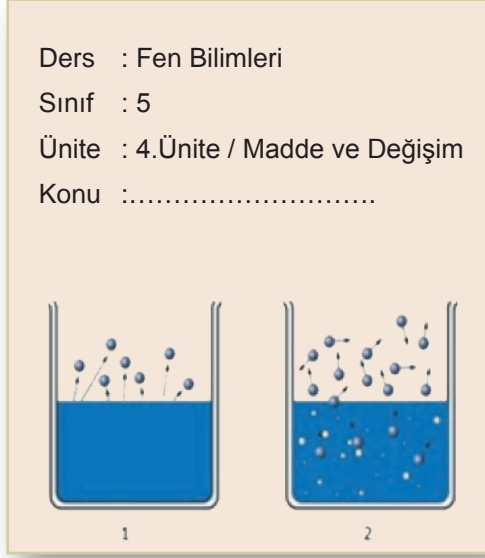 Ders : Fen Bilimleri
Sınıf : 5
Ünite : 4.Ünite / Madde ve Değişim
Konu :………………………….
1
2